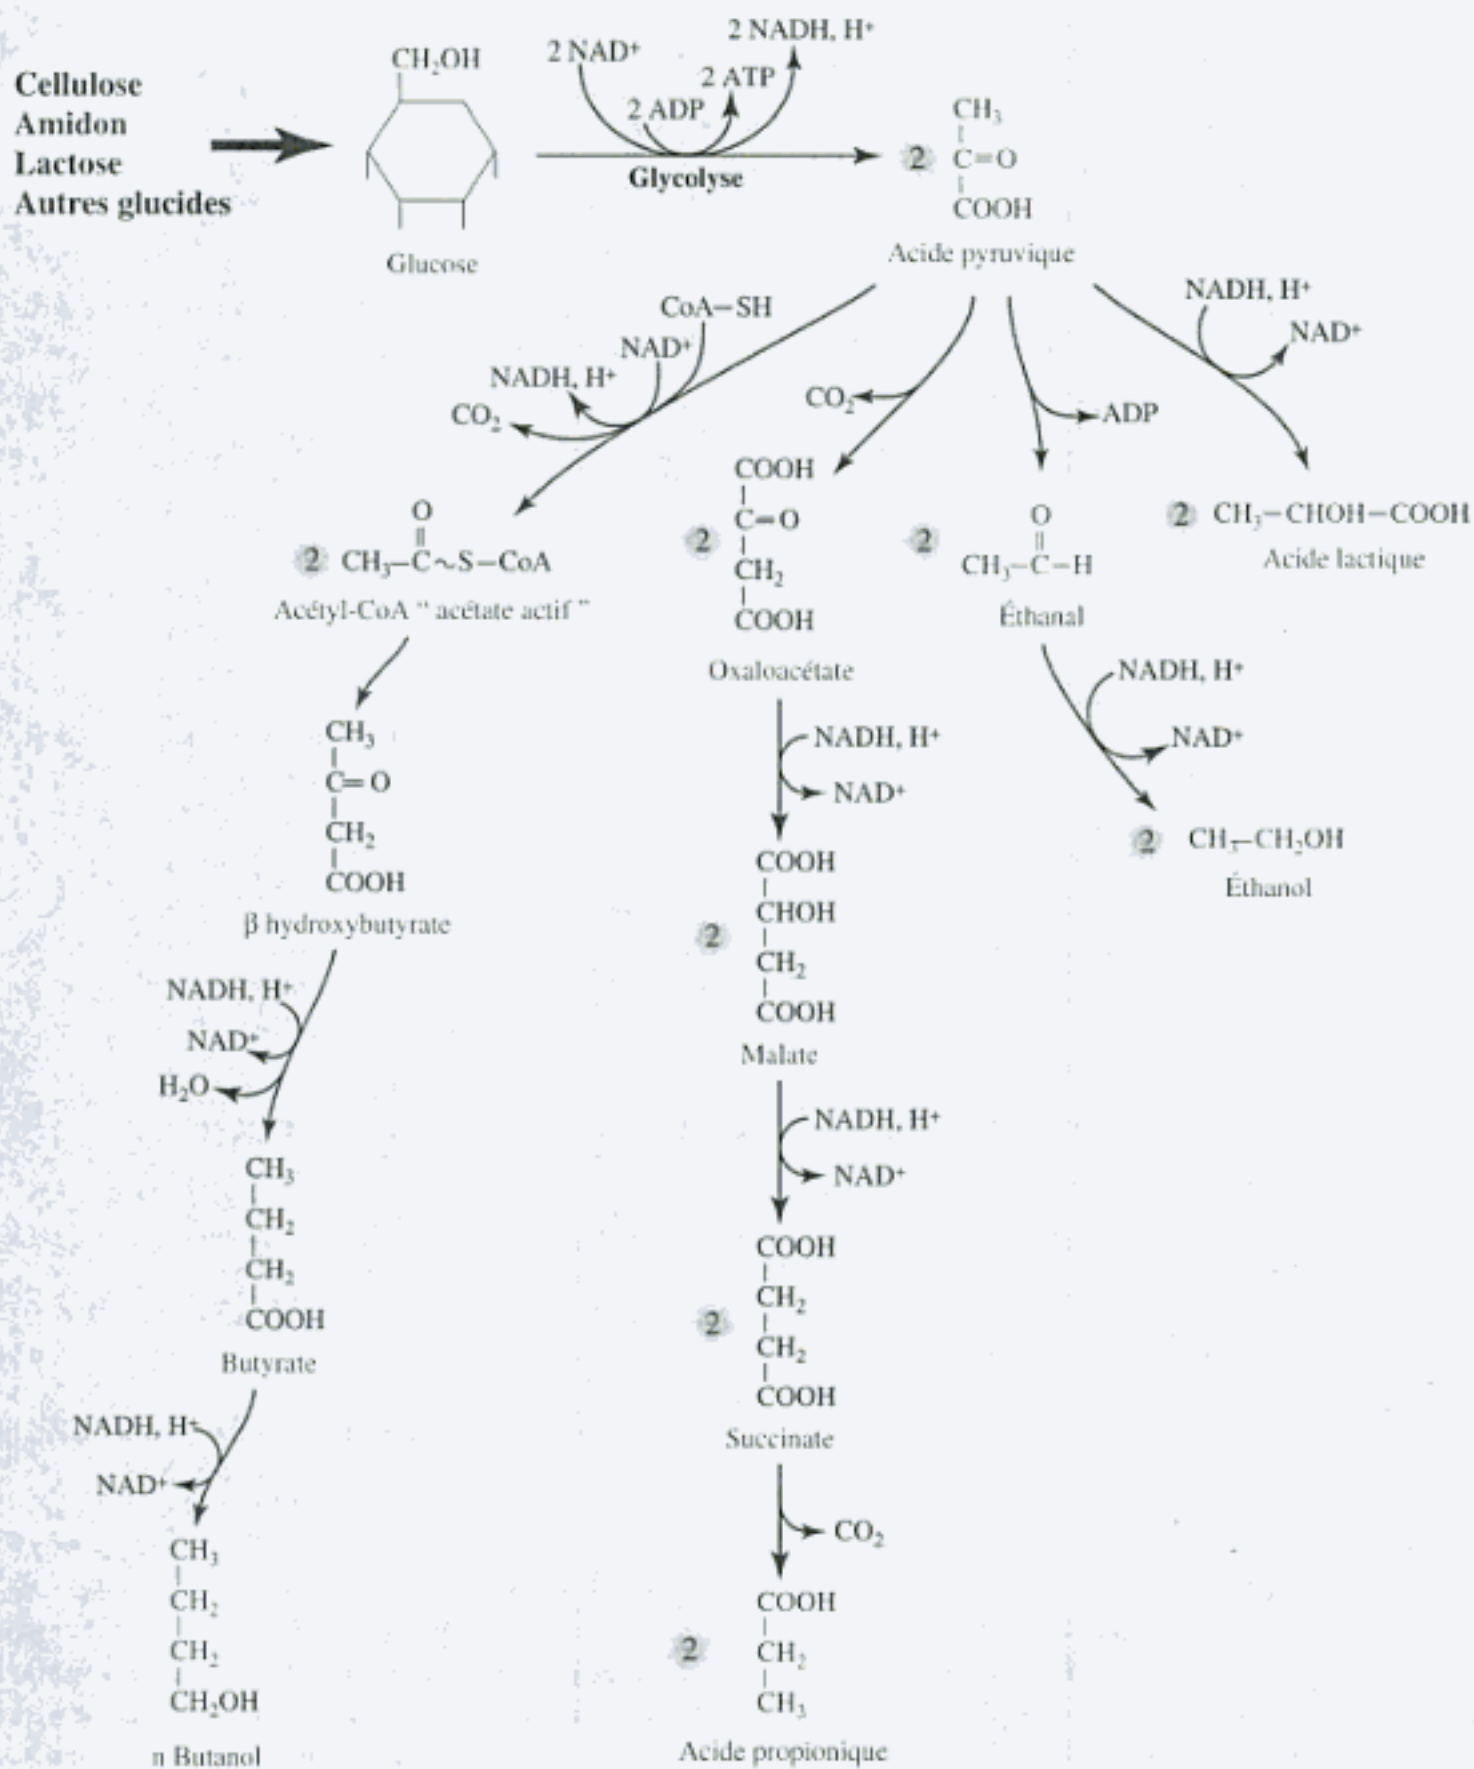 Cellulose
Amidon
Lactose
Autres glucides
CH₂OH
Glucose
2 NAD⁺
2 ADP
2 ATP
2 NADH, H⁺
Glycolyse
2
CH₃
C=O
COOH
Acide pyruvique
CoA–SH
NAD⁺
NADH, H⁺
CO₂
CO₂
ADP
NADH, H⁺
NAD⁺
O
2 CH₃–C~S–CoA
Acétyl-CoA " acétate actif "
2
COOH
C=O
CH₂
COOH
Oxaloacétate
2
O
CH₃–C–H
Éthanal
2 CH₃–CHOH–COOH
Acide lactique
NADH, H⁺
NAD⁺
2 CH₃–CH₂OH
Éthanol
CH₃
C=O
CH₂
COOH
β hydroxybutyrate
NADH, H⁺
NAD⁺
H₂O
CH₃
CH₂
CH₂
COOH
Butyrate
NADH, H⁺
NAD⁺
CH₃
CH₂
CH₂
CH₂OH
n Butanol
NADH, H⁺
NAD⁺
2
COOH
CHOH
CH₂
COOH
Malate
NADH, H⁺
NAD⁺
2
COOH
CH₂
CH₂
COOH
Succinate
CO₂
2
COOH
CH₂
CH₃
Acide propionique